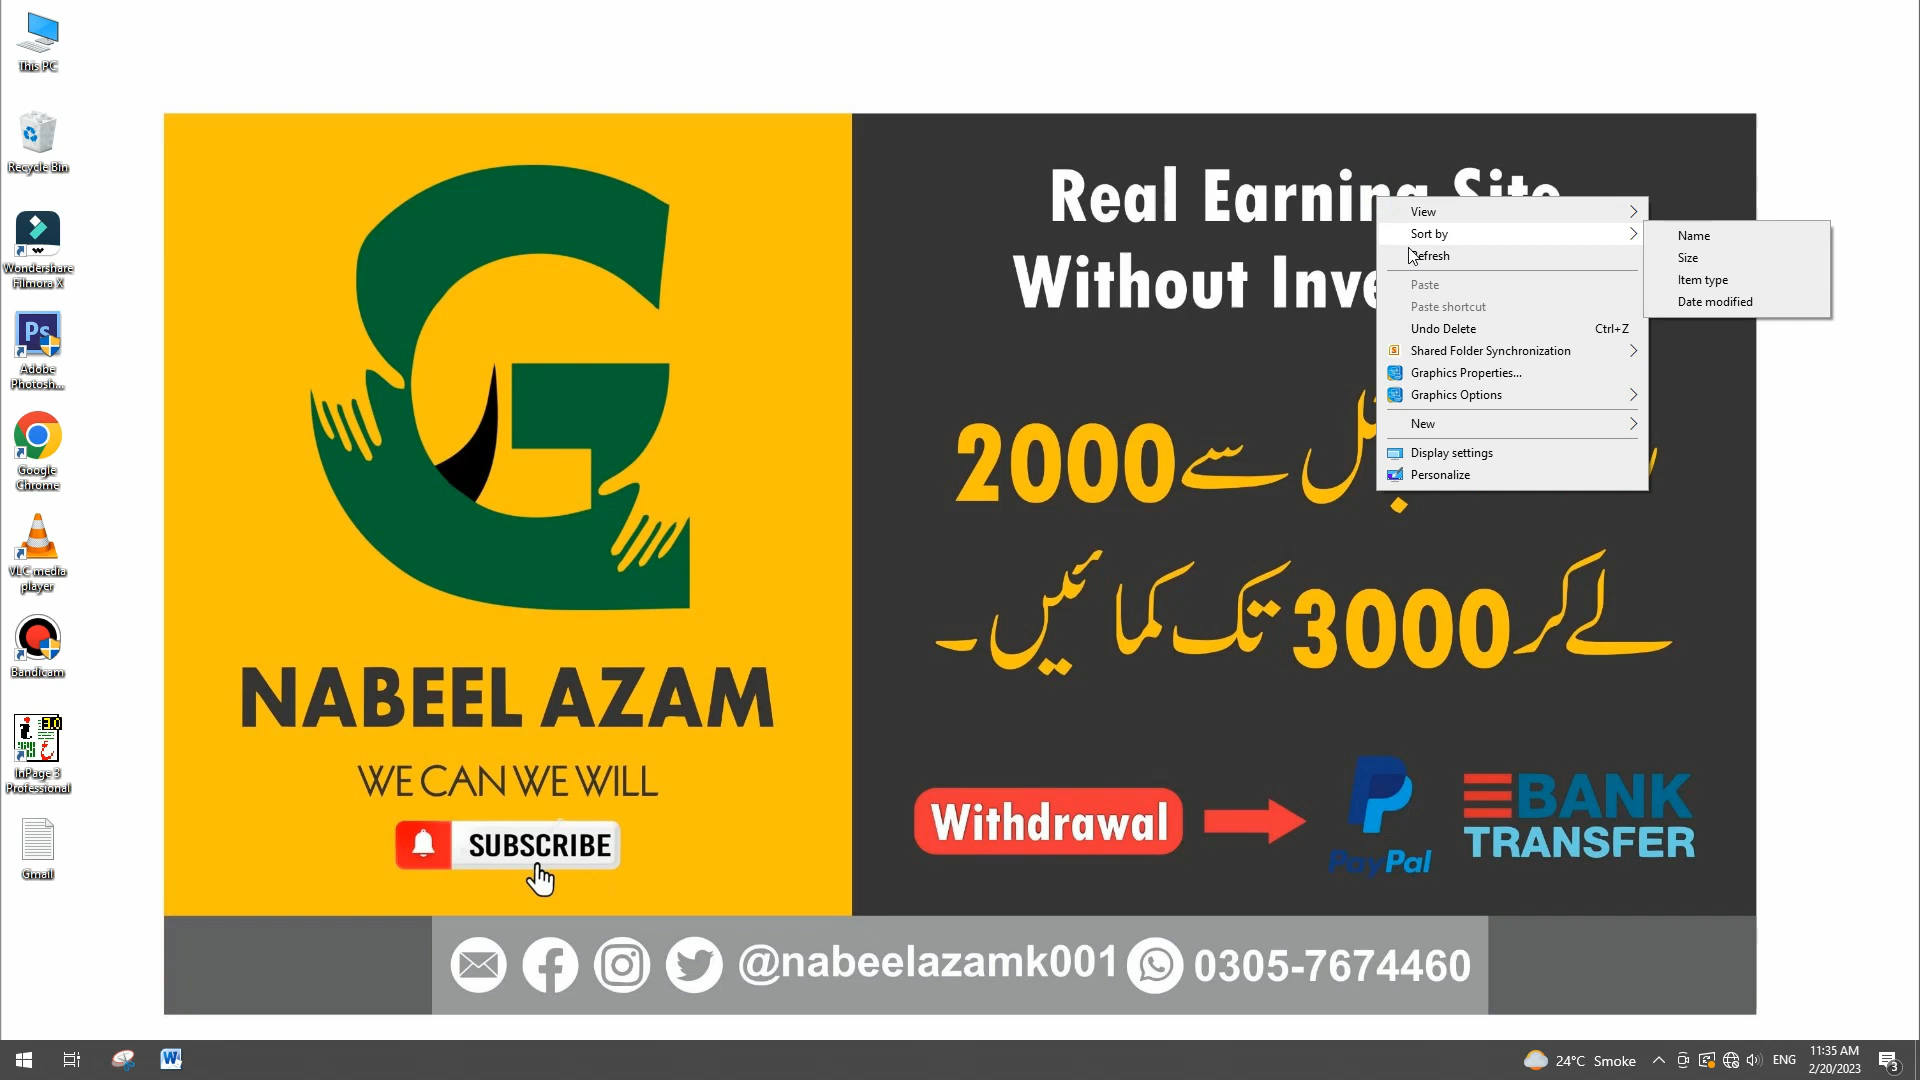 This PC
Recycle Bin
Wondershare
Filmora X
Adobe
Photosh...
Google
Chrome
VLC media
player
Bandicam
InPage 3
Professional
Gmail
NABEEL AZAM
WE CAN WE WILL
SUBSCRIBE
Real Earning Site
Without
سے 2000
لے کر 3000 تک کمائیں۔
Withdrawal
PayPal
BANK
TRANSFER
@nabeelazamk001 0305-7674460
View
Sort by
Refresh
Paste
Paste shortcut
Undo Delete Ctrl+Z
Shared Folder Synchronization
Graphics Properties...
Graphics Options
New
Display settings
Personalize
Name
Size
Item type
Date modified
24°C Smoke
ENG
11:35 AM
2/20/2023
3